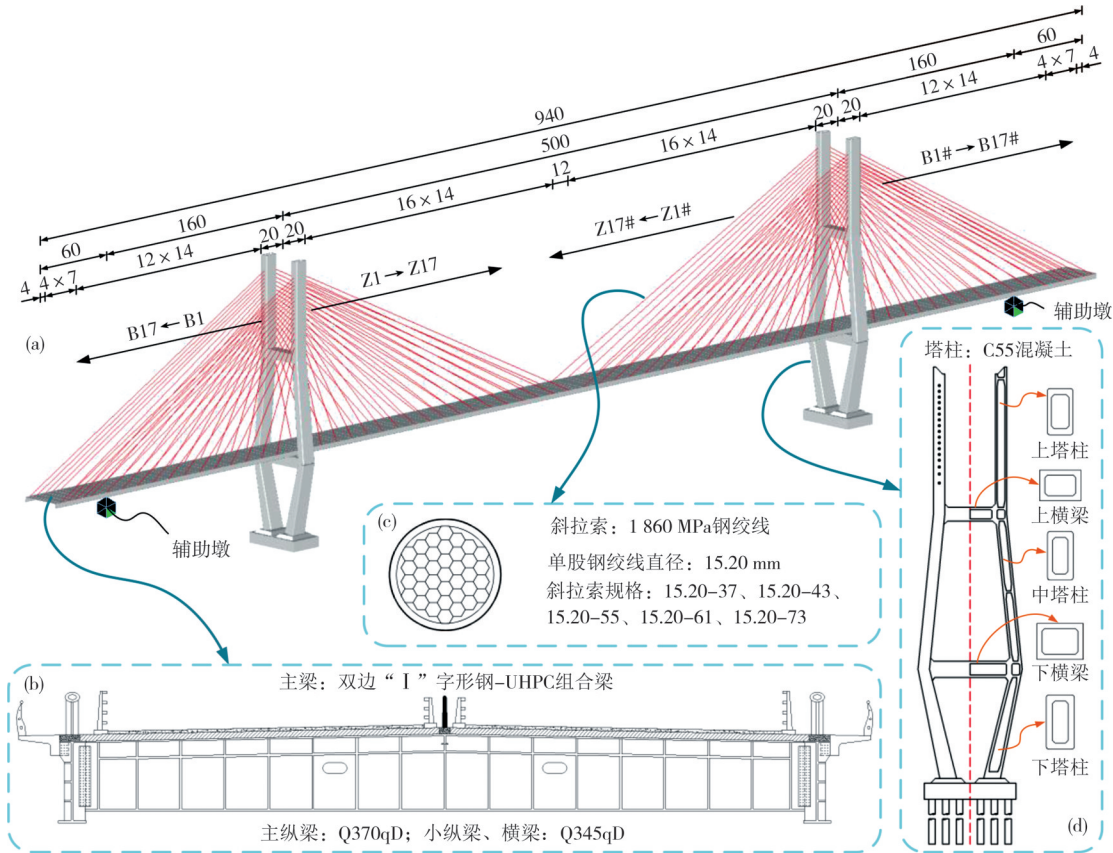 940
500
160
60
12×14
4×7
4
20
20
16×14
12
16×14
160
60
20
20
12×14
4×7
4
B1#→B17#
Z17#←Z1#
Z1→Z17
B17←B1
(a)
辅助墩
辅助墩
(c)
斜拉索：1 860 MPa钢绞线
单股钢绞线直径：15.20 mm
斜拉索规格：15.20-37、15.20-43、
15.20-55、15.20-61、15.20-73
(b)
主梁：双边“Ⅰ”字形钢-UHPC组合梁
主纵梁：Q370qD；小纵梁、横梁：Q345qD
塔柱：C55混凝土
上塔柱
上横梁
中塔柱
下横梁
下塔柱
(d)